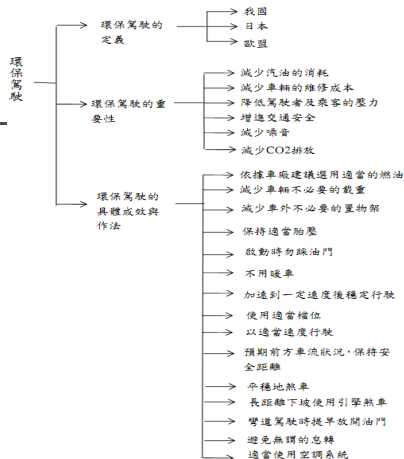 環保駕駛
環保駕駛的
定義
我國
日本
歐盟
環保駕駛的重
要性
減少汽油的消耗
減少車輛的維修成本
降低駕駛者及乘客的壓力
增進交通安全
減少噪音
減少CO2排放
環保駕駛的
具體成效與
作法
依據車廠建議選用適當的燃油
減少車輛不必要的載重
減少車外不必要的置物架
保持適當胎壓
啟動時勿踩油門
不用暖車
加速到一定速度後穩定行駛
使用適當檔位
以適當速度行駛
預期前方車流狀況,保持安
全距離
平穩地煞車
長距離下坡使用引擎煞車
彎道駕駛時提早放開油門
避免無謂的怠轉
適當使用空調系統